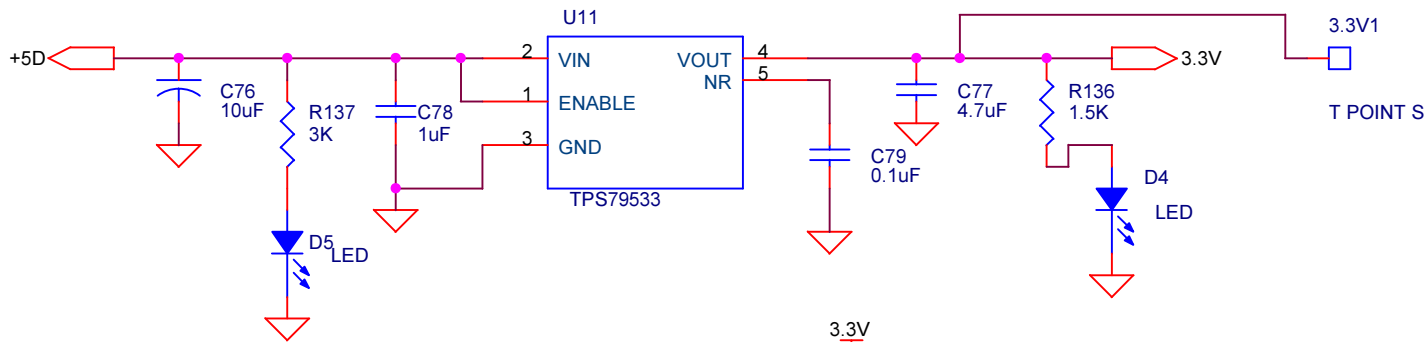 U11
3.3V1
+5D
2
VIN
VOUT
4
3.3V
NR
5
C76
10uF
R137
3K
C78
1uF
1
ENABLE
C77
4.7uF
R136
1.5K
T POINT S
3
GND
C79
0.1uF
TPS79533
D4
LED
D5
LED
3.3V